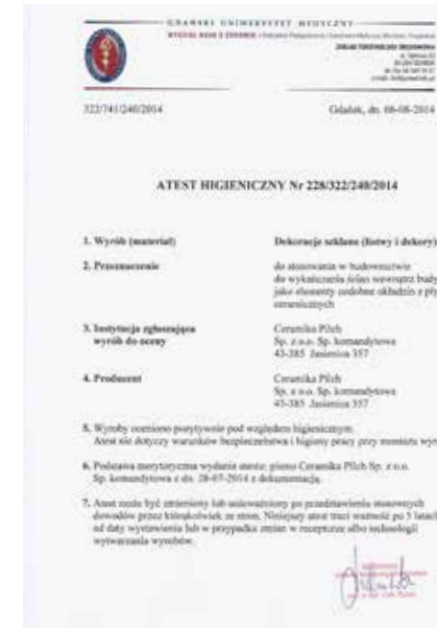 GDAŃSKI UNIWERSYTET MEDYCZNY
322/741/240/2014
Gdańsk, dn. 06-08-2014
ATEST HIGIENICZNY Nr 228/322/240/2014
1. Wyrób (materiał)
Dekoracje szklane (listwy i dekory)
2. Przeznaczenie
do stosowania w budownictwie
do wykańczania ścian wewnątrz
jako elementy ozdobne okładzin z
ceramicznych
3. Instytucja zgłaszająca
wyrób do oceny
Ceramika Pilch
Sp. z o.o. Sp. komandytowa
43-385 Jasienica 357
4. Producent
Ceramika Pilch
Sp. z o.o. Sp. komandytowa
43-385 Jasienica 357
5. Wyroby oceniono pozytywnie pod względem higienicznym.
Atest nie dotyczy warunków bezpieczeństwa i higieny pracy przy montażu
6. Podstawa merytoryczna wydania atestu: pismo Ceramika Pilch Sp. z o.o.
Sp. komandytowa z dn. 28-07-2014 z dokumentacją.
7. Atest może być zmieniony lub unieważniony po przedstawieniu stosownych
dowodów przez którąkolwiek ze stron. Niniejszy atest traci ważność po 5 latach
od daty wystawienia lub w przypadku zmian w recepturze albo technologii
wytwarzania wyrobów.